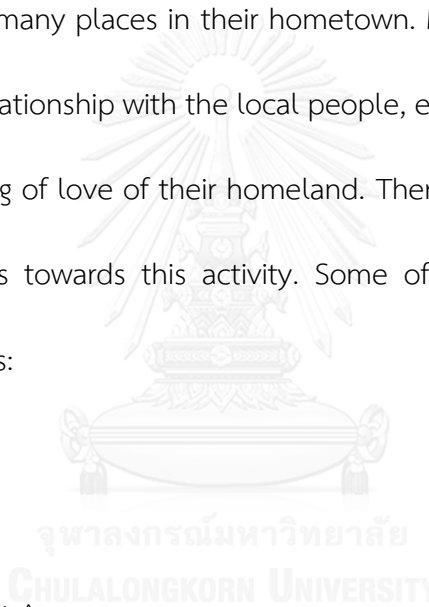 many places in their hometown.
ationship with the local people, e
g of love of their homeland. Ther
s towards this activity. Some of
s:
จุฬาลงกรณ์มหาวิทยาลัย
CHULALONGKORN UNIVERSITY